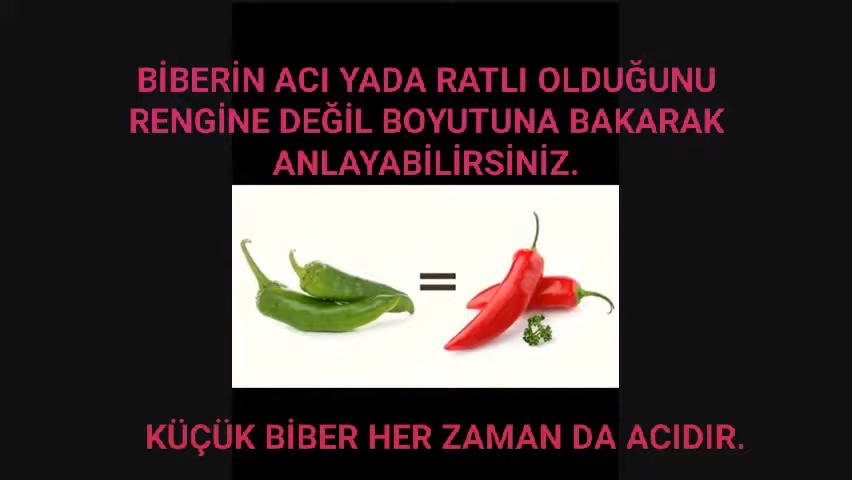 BİBERİN ACI YADA RATLI OLDUĞUNU
RENGİNE DEĞİL BOYUTUNA BAKARAK
ANLAYABİLİRSİNİZ.
=
KÜÇÜK BİBER HER ZAMAN DA ACIDIR.